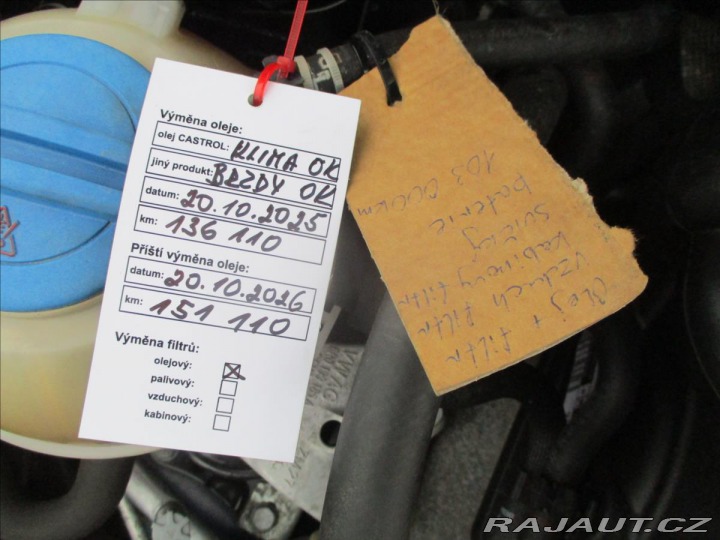 Výměna oleje:
olej CASTROL: KLIMA OK
jiný produkt: BRZDY OK
datum: 20.10.2025
km: 136 110
Příští výměna oleje:
datum: 20.10.2026
km: 151 110
Výměna filtrů:
olejový:
palivový:
vzduchový:
kabinový:
Olej + filtr
vzduch filtr
kabinový filtr
svíčky
baterie
103 000km
RAJAUT.CZ